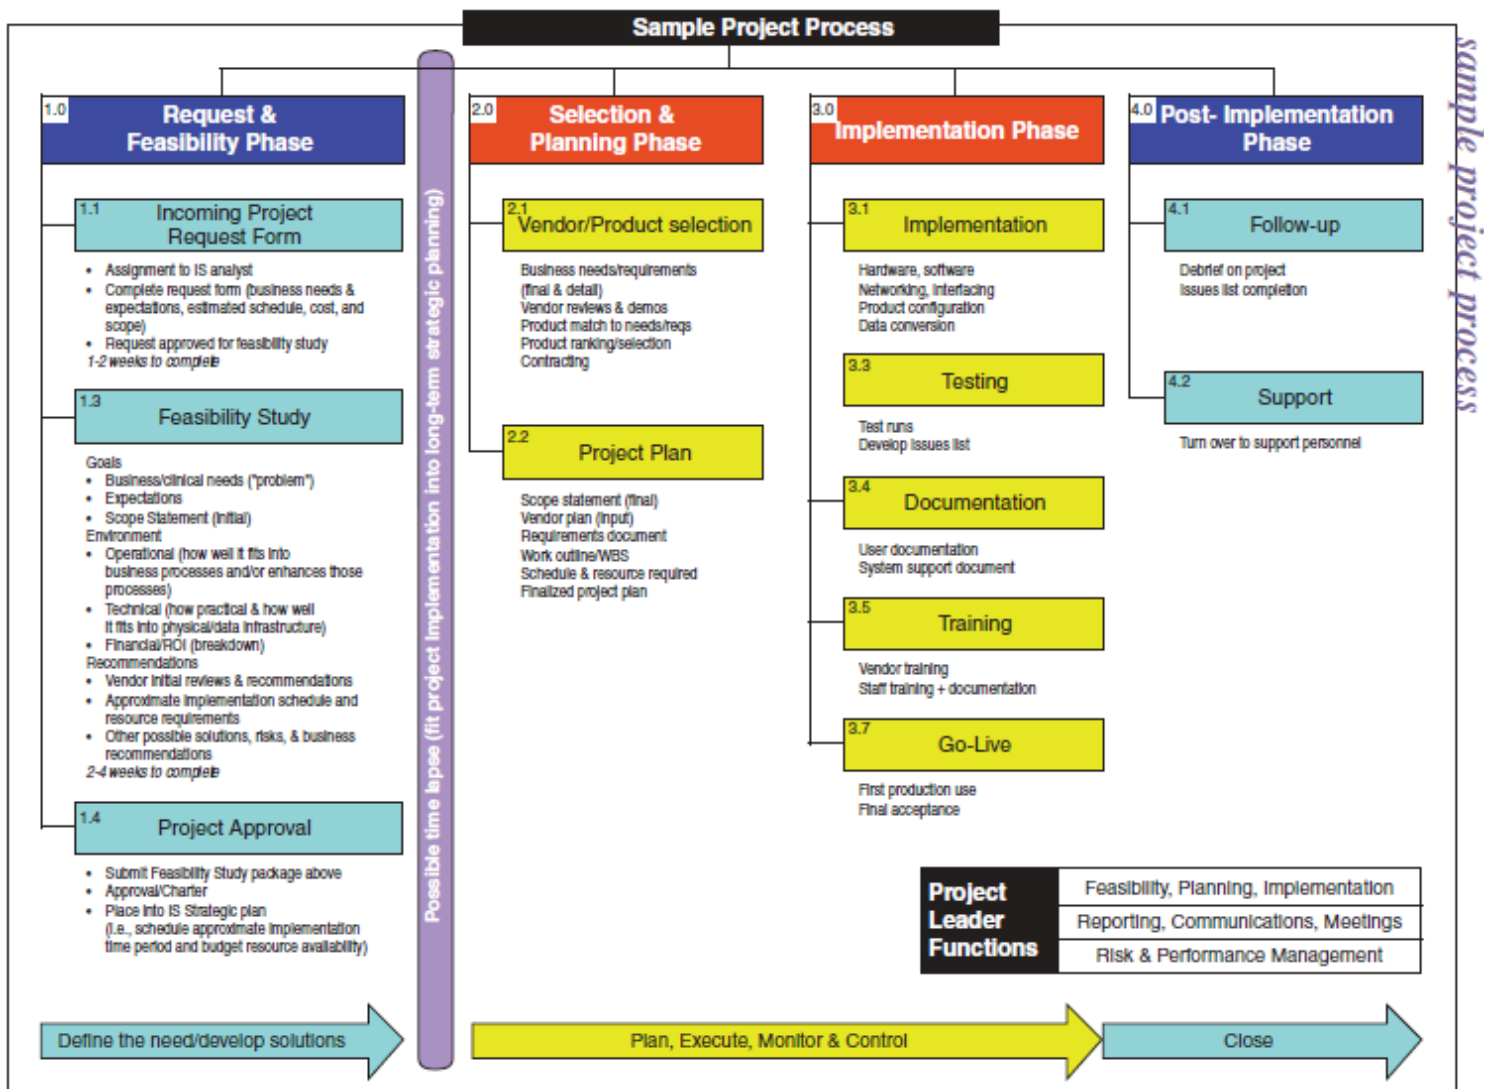 Sample Project Process
sample project process
1.0
Request &
Feasibility Phase
1.1
Incoming Project
Request Form
• Assignment to IS analyst
• Complete request form (business needs &
expectations, estimated schedule, cost, and
scope)
• Request approved for feasibility study
1-2 weeks to complete
1.3
Feasibility Study
Goals
• Business/clinical needs ("problem")
• Expectations
• Scope Statement (initial)
Environment
• Operational (how well it fits into
business processes and/or enhances those
processes)
• Technical (how practical & how well
it fits into physical/data infrastructure)
• Financial/ROI (breakdown)
Recommendations
• Vendor initial reviews & recommendations
• Approximate implementation schedule and
resource requirements
• Other possible solutions, risks, & business
recommendations
2-4 weeks to complete
1.4
Project Approval
• Submit Feasibility Study package above
• Approval/Charter
• Place into IS Strategic plan
(i.e., schedule approximate implementation
time period and budget resource availability)
Define the need/develop solutions
Possible time lapse (fit project implementation into long-term strategic planning)
2.0
Selection &
Planning Phase
2.1
Vendor/Product selection
Business needs/requirements
(final & detail)
Vendor reviews & demos
Product match to needs/reqs
Product ranking/selection
Contracting
2.2
Project Plan
Scope statement (final)
Vendor plan (input)
Requirements document
Work outline/WBS
Schedule & resource required
Finalized project plan
3.0
Implementation Phase
3.1
Implementation
Hardware, software
Networking, interfacing
Product configuration
Data conversion
3.3
Testing
Test runs
Develop issues list
3.4
Documentation
User documentation
System support document
3.5
Training
Vendor training
Staff training + documentation
3.7
Go-Live
First production use
Final acceptance
4.0
Post- Implementation
Phase
4.1
Follow-up
Debrief on project
Issues list completion
4.2
Support
Turn over to support personnel
Project
Leader
Functions
Feasibility, Planning, Implementation
Reporting, Communications, Meetings
Risk & Performance Management
Plan, Execute, Monitor & Control
Close